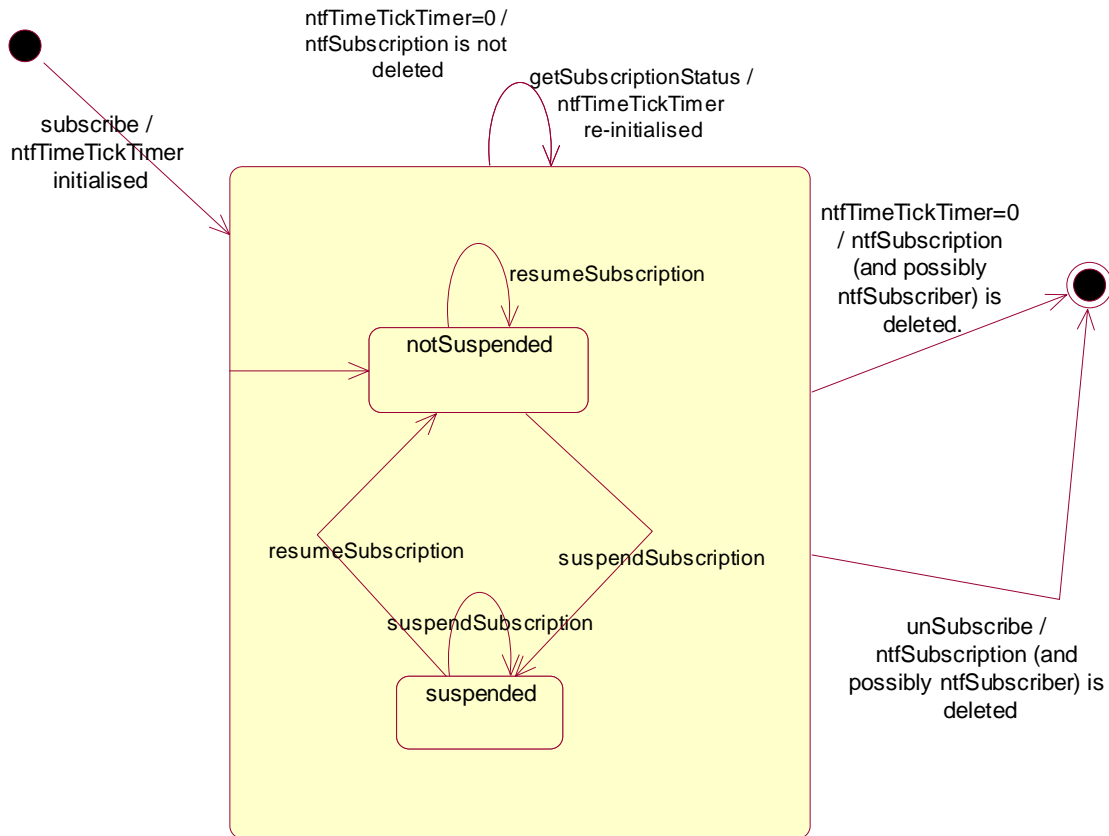 ntfTimeTickTimer=0 /
ntfSubscription is not
deleted
getSubscriptionStatus /
ntfTimeTickTimer
re-initialised
subscribe /
ntfTimeTickTimer
initialised
ntfTimeTickTimer=0
/ ntfSubscription
(and possibly
ntfSubscriber) is
deleted.
resumeSubscription
notSuspended
resumeSubscription
suspendSubscription
suspendSubscription
suspended
unSubscribe /
ntfSubscription (and
possibly ntfSubscriber) is
deleted